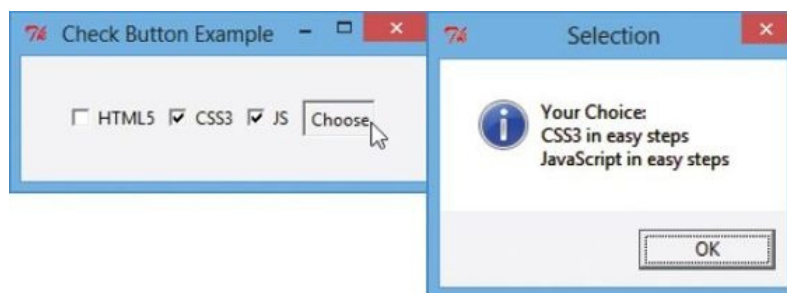 Check Button Example
HTML5 CSS3 JS Choose
Selection
Your Choice:
CSS3 in easy steps
JavaScript in easy steps
OK